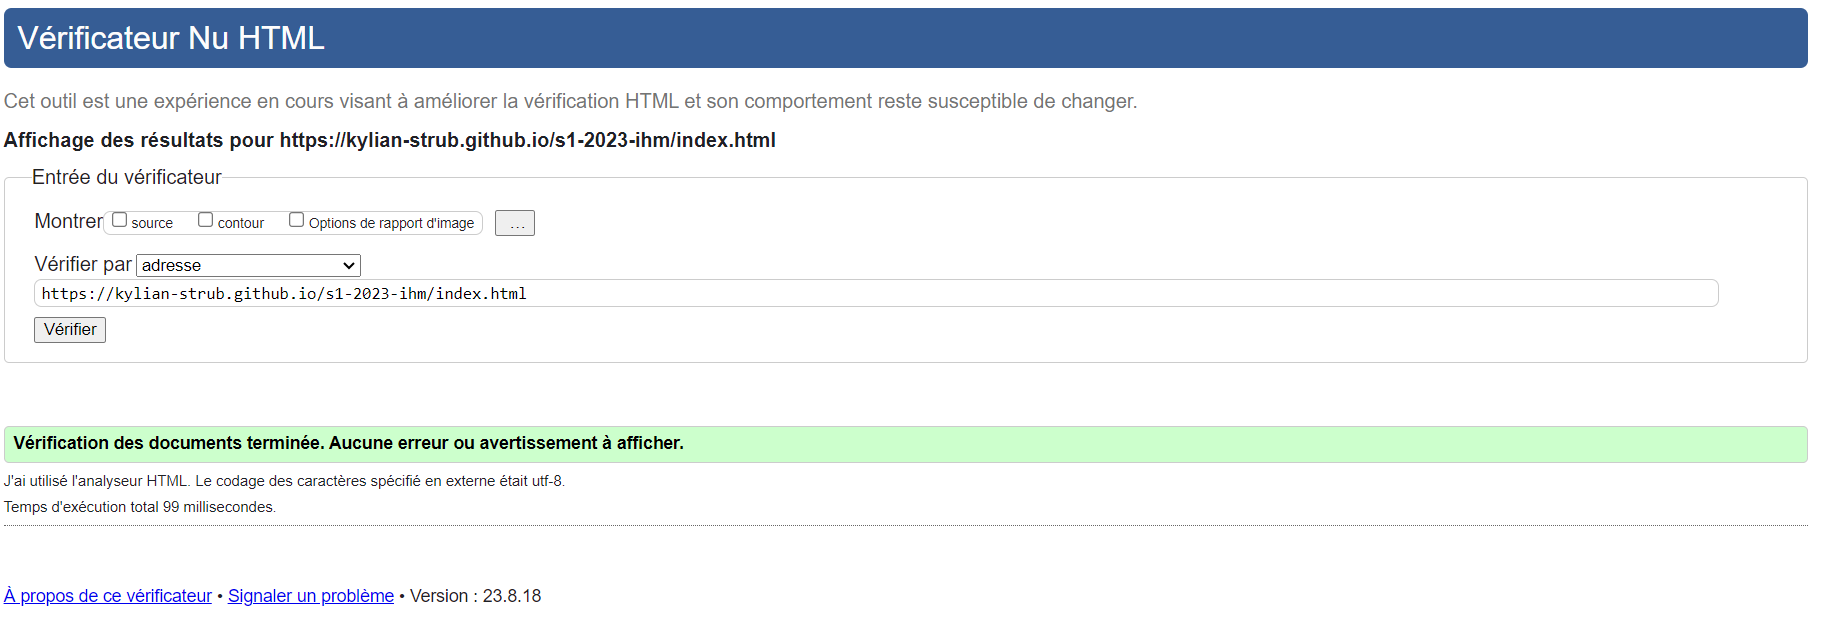 Vérificateur Nu HTML
Cet outil est une expérience en cours visant à améliorer la vérification HTML et son comportement reste susceptible de changer.
Affichage des résultats pour https://kylian-strub.github.io/s1-2023-ihm/index.html
Entrée du vérificateur
Montrer source contour Options de rapport d'image ...
Vérifier par adresse
https://kylian-strub.github.io/s1-2023-ihm/index.html
Vérifier
Vérification des documents terminée. Aucune erreur ou avertissement à afficher.
J'ai utilisé l'analyseur HTML. Le codage des caractères spécifié en externe était utf-8.
Temps d'exécution total 99 millisecondes.
À propos de ce vérificateur • Signaler un problème • Version : 23.8.18